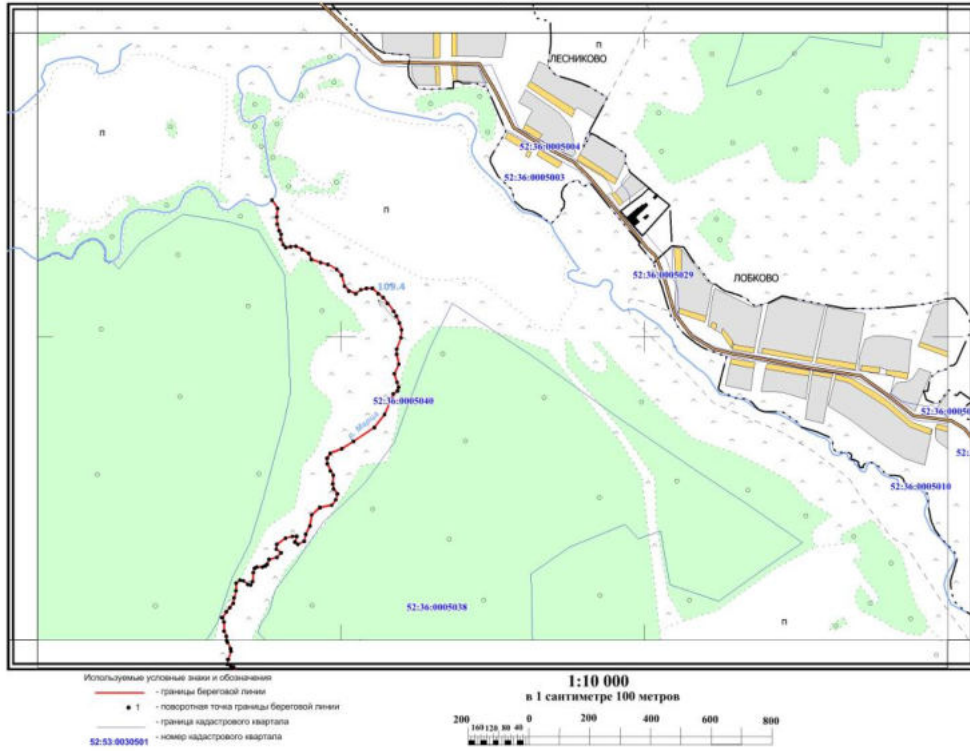 П
ЛЕСНИКОВО
П
52:36:0005004
52:36:0005003
П
52:36:0005029
ЛОБКОВО
109.4
52:36:0005040
52:36:0005010
52:36:0005038
П
Используемые условные знаки и обозначения
- границы береговой линии
1 - поворотная точка границы береговой линии
- граница кадастрового квартала
52:53:0030501 - номер кадастрового квартала
1:10 000
в 1 сантиметре 100 метров
200 160 120 80 40 0 200 400 600 800